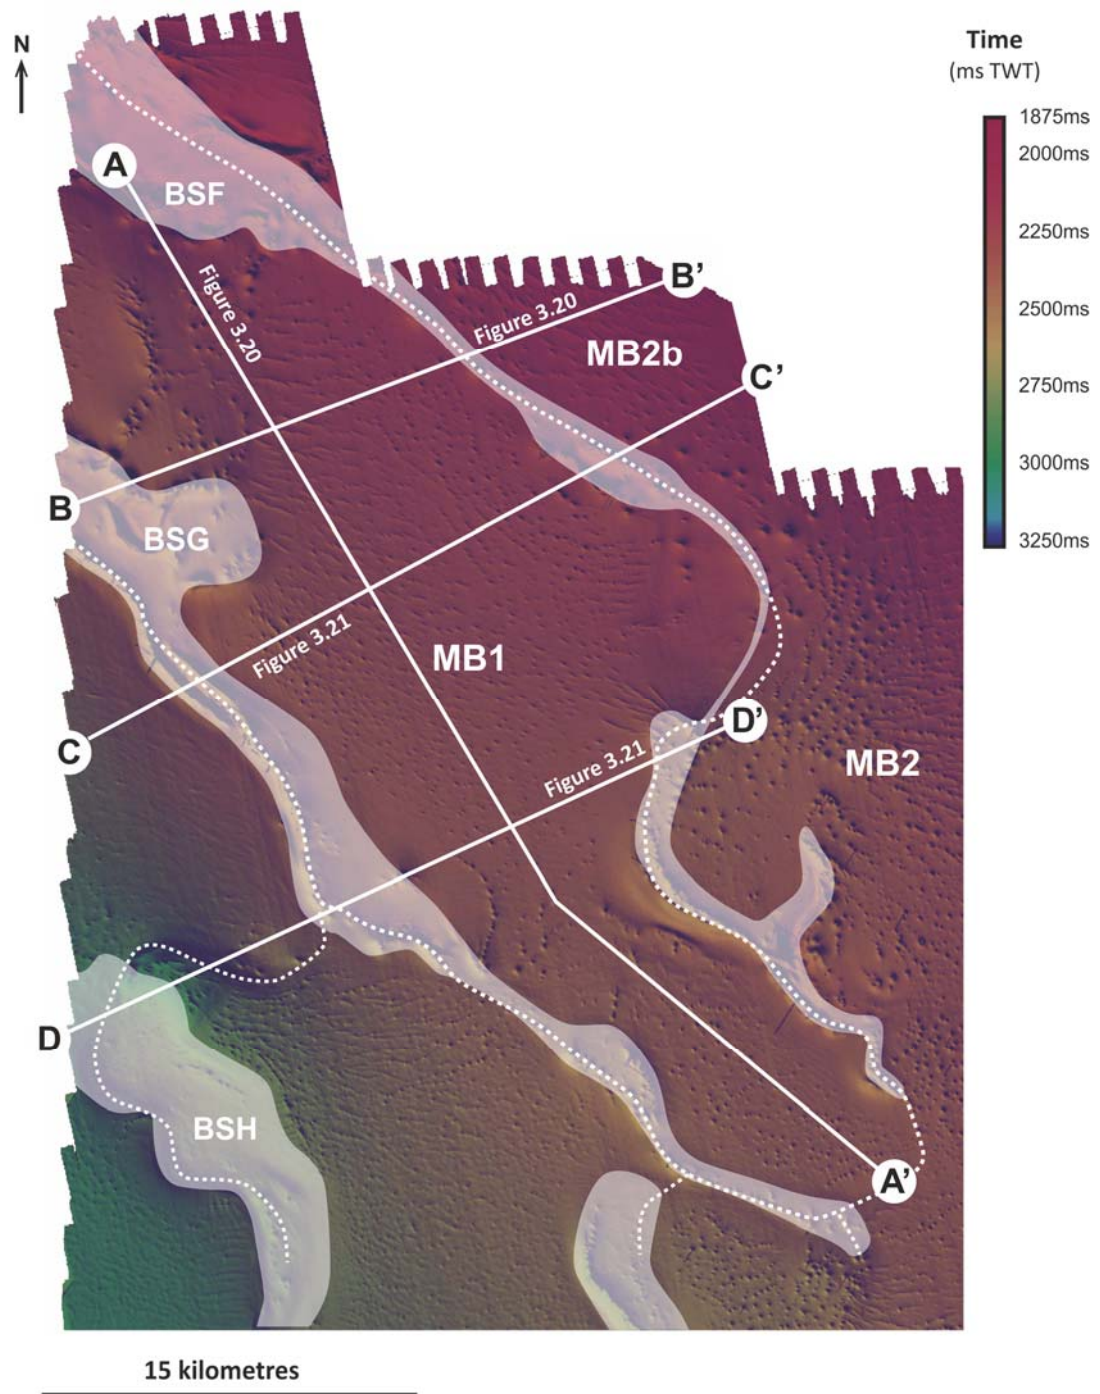 N
Time
(ms TWT)
1875ms
2000ms
2250ms
2500ms
2750ms
3000ms
3250ms
A
BSF
B’
Figure 3.20
Figure 3.20
MB2b
C’
B
BSG
Figure 3.21
MB1
C
D’
Figure 3.21
MB2
D
BSH
A’
15 kilometres